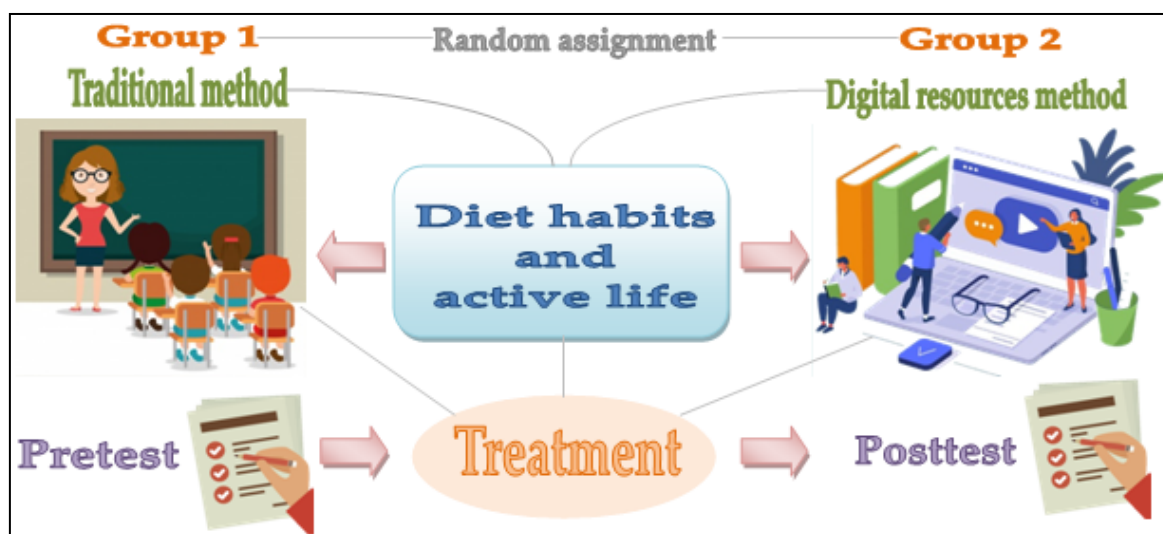 Group 1
Random assignment
Group 2
Traditional method
Digital resources method
Diet habits
and
active life
Pretest
Treatment
Posttest